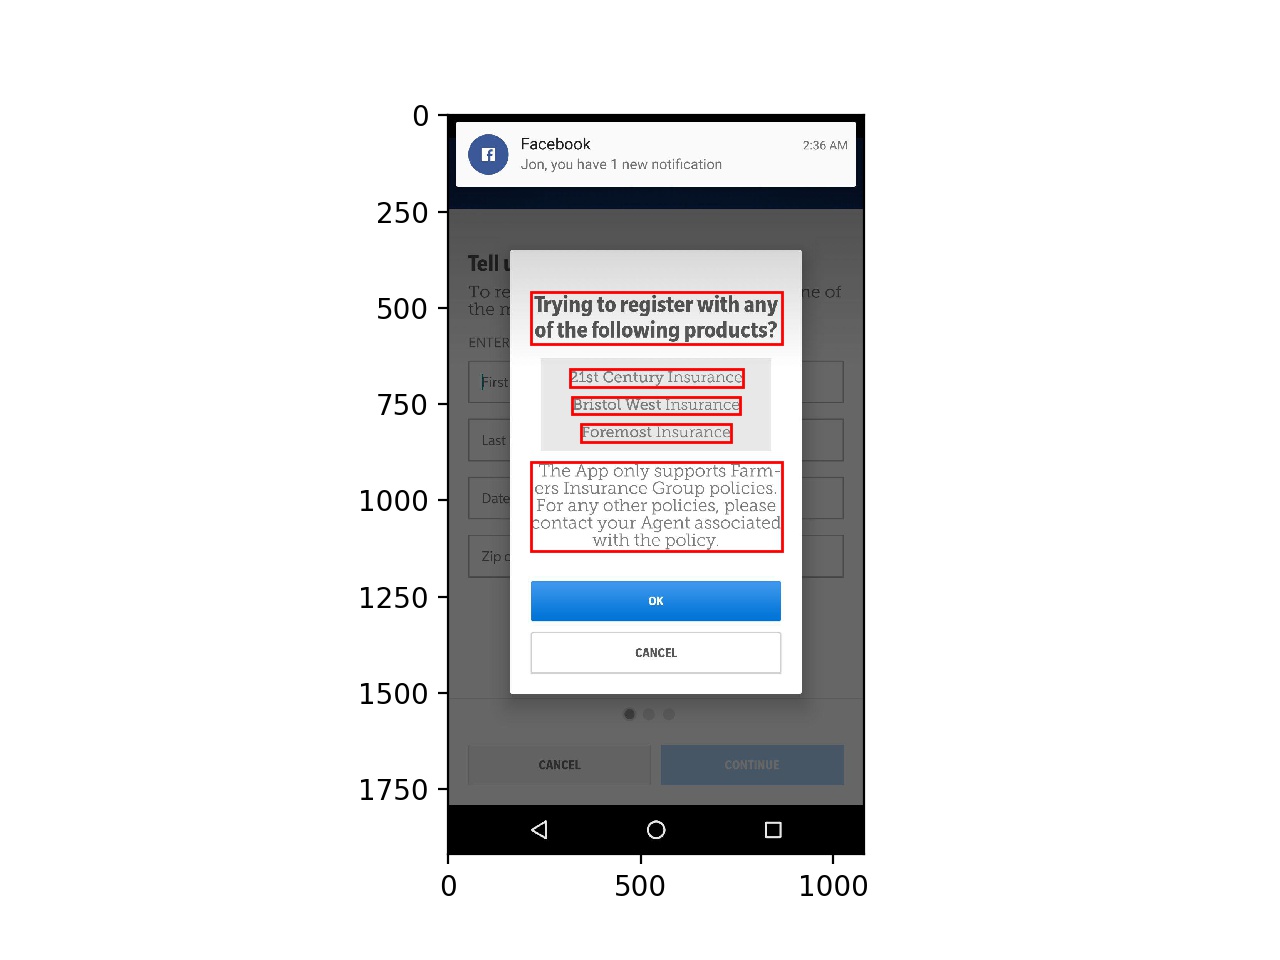 0
Facebook
2:36 AM
Jon, you have 1 new notification
250
Tell u
To re
ne of
the m
500
Trying to register with any
of the following products?
ENTER
First
21st Century Insurance
750
Bristol West Insurance
Foremost Insurance
Last
The App only supports Farm-
ers Insurance Group policies.
For any other policies, please
contact your Agent associated
with the policy.
1000
Date
Zip c
1250
OK
CANCEL
1500
CANCEL
CONTINUE
1750
0
500
1000